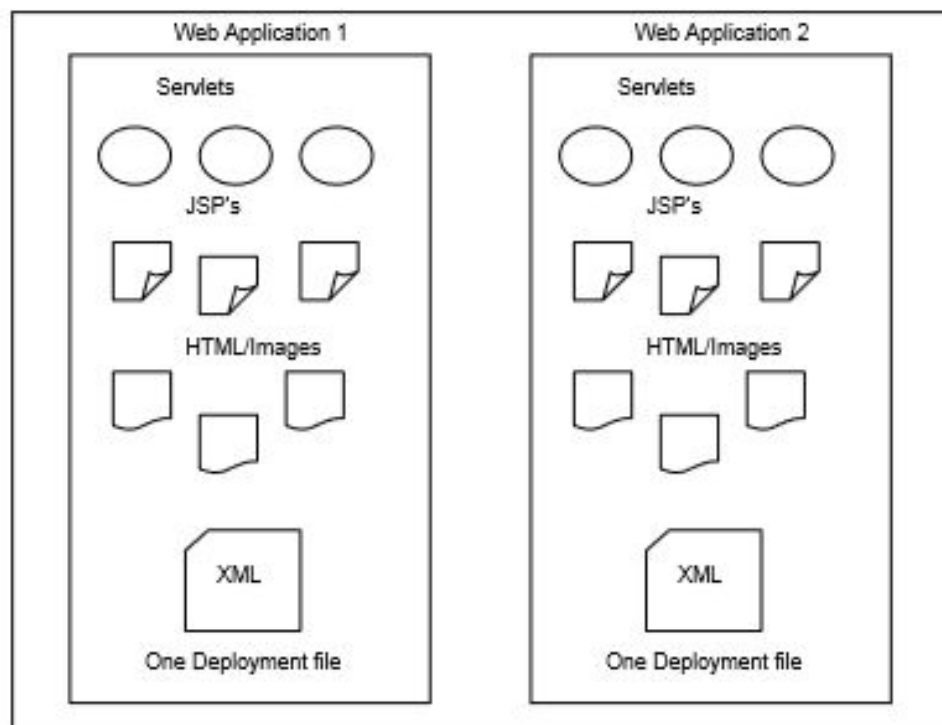 Web Application 1
Servlets
JSP's
HTML/Images
XML
One Deployment file
Web Application 2
Servlets
JSP's
HTML/Images
XML
One Deployment file